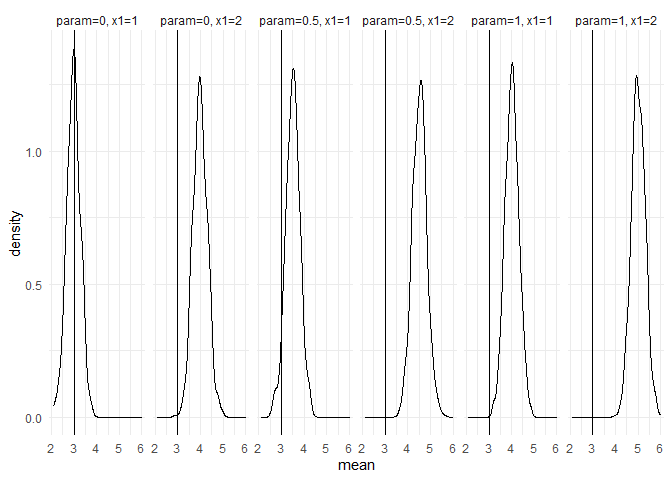 param=0, x1=1 param=0, x1=2 param=0.5, x1=1 param=0.5, x1=2 param=1, x1=1 param=1, x1=2
1.0
0.5
0.0
density
2 3 4 5 6 2 3 4 5 6 2 3 4 5 6 2 3 4 5 6 2 3 4 5 6 2 3 4 5 6
mean